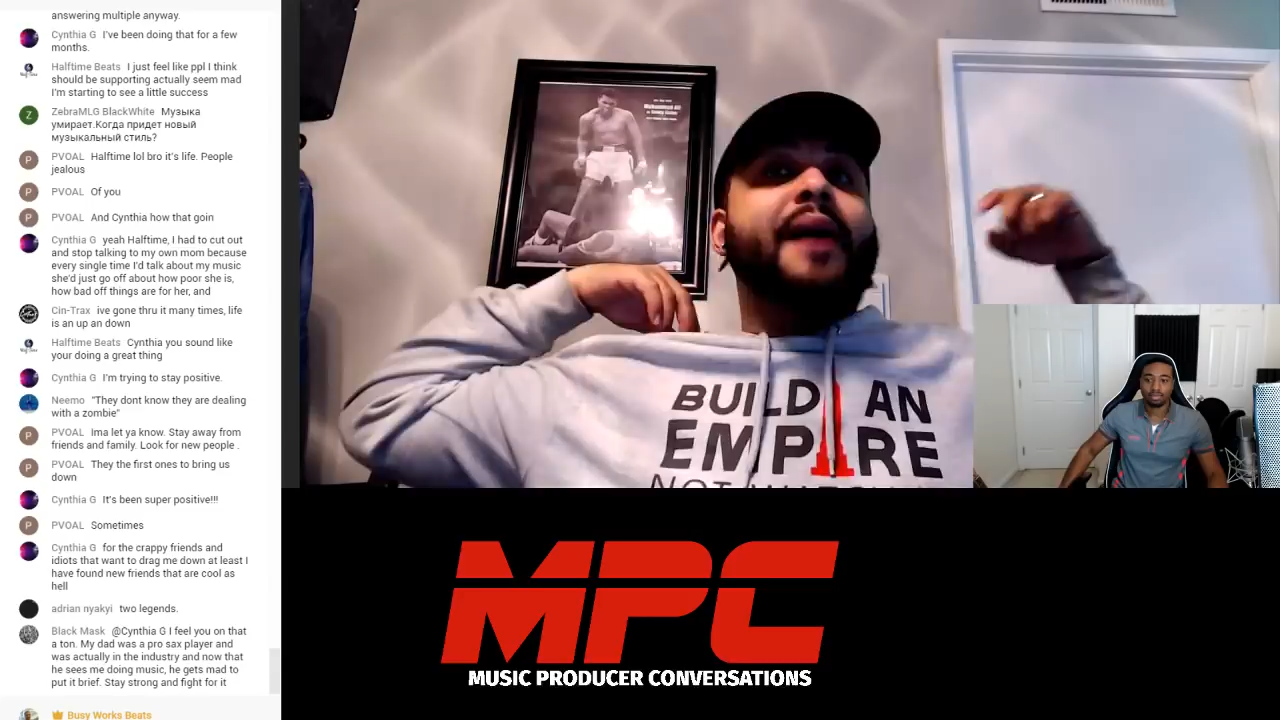 answering multiple anyway.
Cynthia G I've been doing that for a few
months.
Halftime Beats I just feel like ppl I think
should be supporting actually seem mad
I'm starting to see a little success
Z
ZebraMLG BlackWhite Музыка
умирает.Когда придет новый
музыкальный стиль?
P
PVOAL Halftime lol bro it's life. People
jealous
P
PVOAL Of you
P
PVOAL And Cynthia how that goin
Cynthia G yeah Halftime, I had to cut out
and stop talking to my own mom because
every single time I'd talk about my music
she'd just go off about how poor she is,
how bad off things are for her, and
Cin-Trax ive gone thru it many times, life
is an up an down
Halftime Beats Cynthia you sound like
your doing a great thing
Cynthia G I'm trying to stay positive.
Neemo "They dont know they are dealing
with a zombie"
P
PVOAL Ima let ya know. Stay away from
friends and family. Look for new people .
P
PVOAL They the first ones to bring us
down
Cynthia G It's been super positive!!!
P
PVOAL Sometimes
Cynthia G for the crappy friends and
idiots that want to drag me down at least I
have found new friends that are cool as
hell
adrian nyakyi two legends.
Black Mask @Cynthia G I feel you on that
a ton. My dad was a pro sax player and
was actually in the industry and now that
he sees me doing music, he gets mad to
put it brief. Stay strong and fight for it
Busy Works Beats
Muhammad Ali
BUILD AN
EMPIRE
NOT
MPC
MUSIC PRODUCER CONVERSATIONS